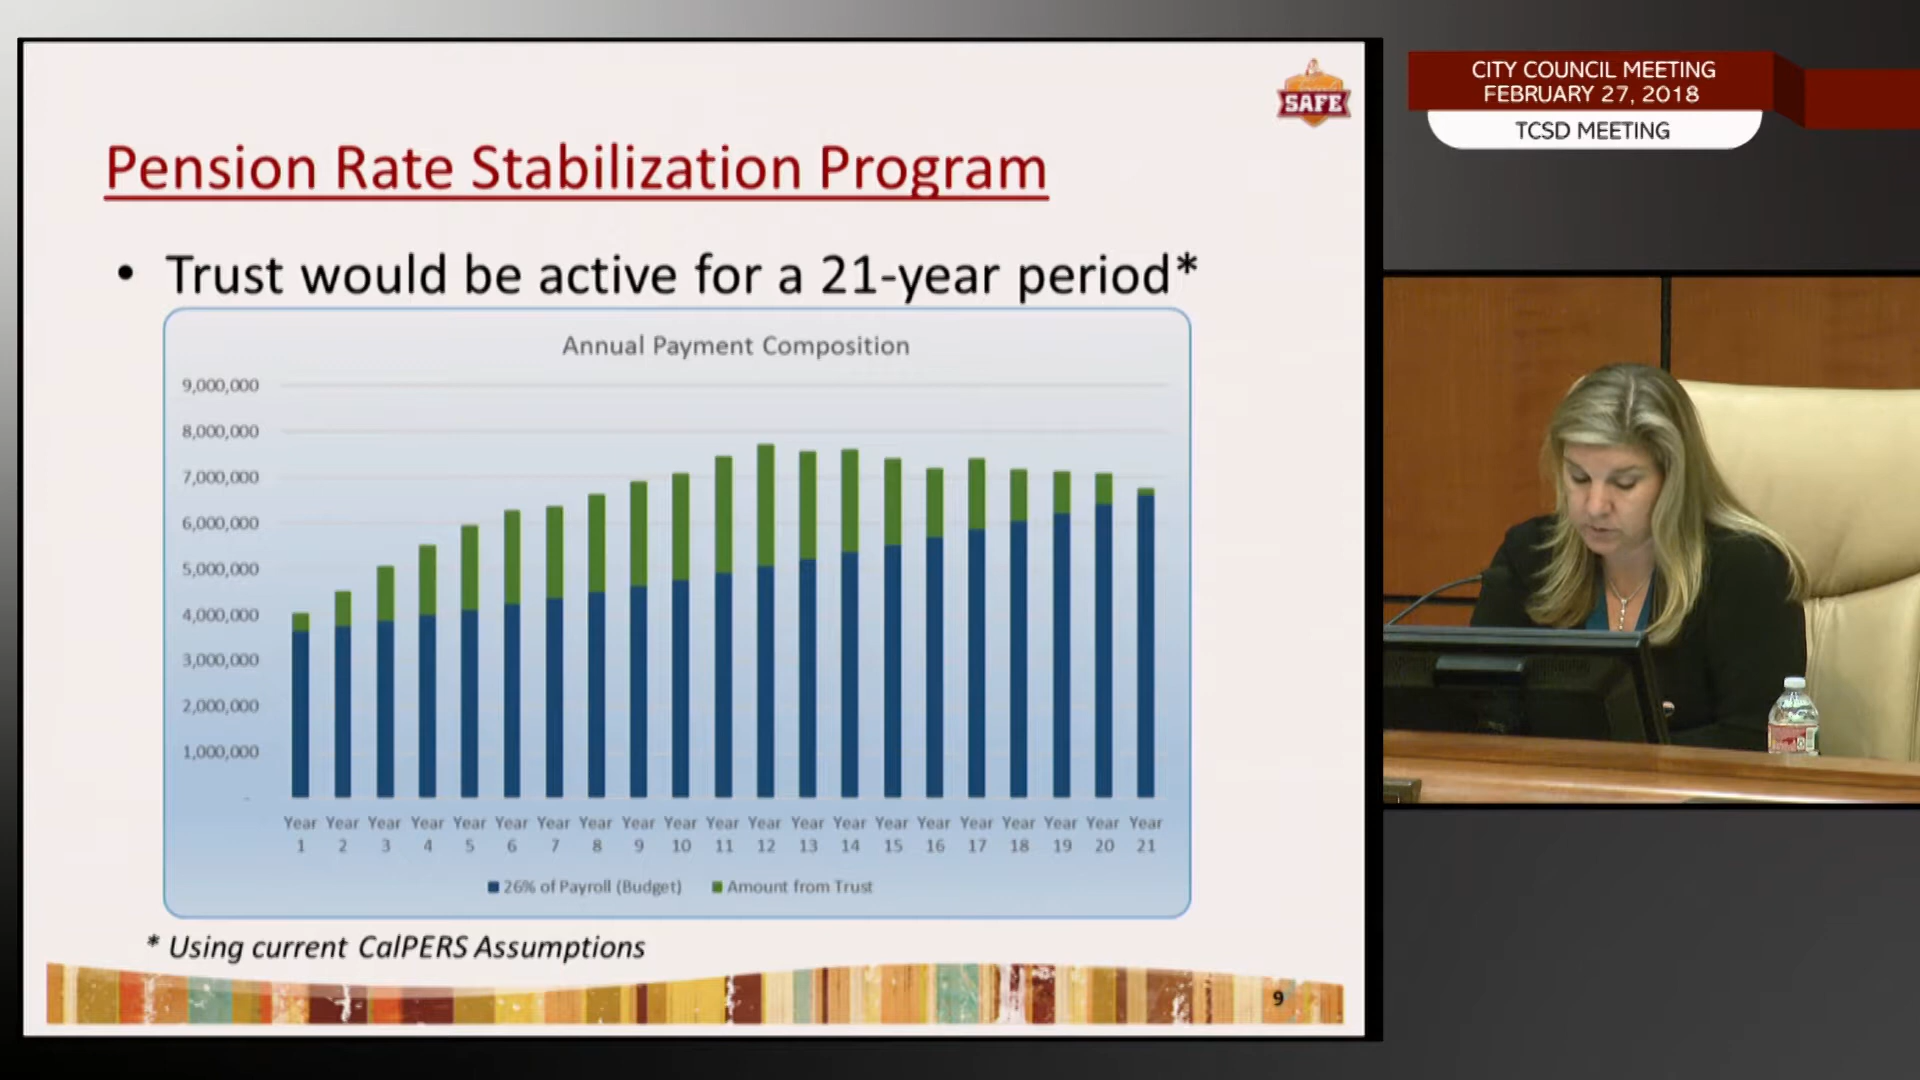 SAFE
CITY COUNCIL MEETING
FEBRUARY 27, 2018
TCSD MEETING
Pension Rate Stabilization Program
• Trust would be active for a 21-year period*
Annual Payment Composition
9,000,000
8,000,000
7,000,000
6,000,000
5,000,000
4,000,000
3,000,000
2,000,000
1,000,000
-
Year Year Year Year Year Year Year Year Year Year Year Year Year Year Year Year Year Year Year Year Year
1 2 3 4 5 6 7 8 9 10 11 12 13 14 15 16 17 18 19 20 21
26% of Payroll (Budget) Amount from Trust
* Using current CalPERS Assumptions
9